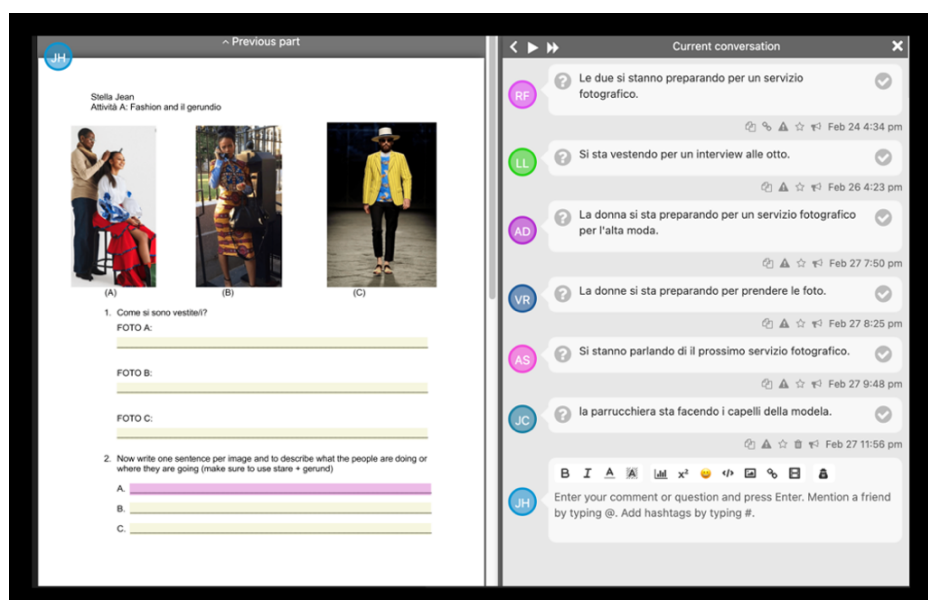 ^ Previous part
JH
Stella Jean
Attività A: Fashion and il gerundio
(A)
(B)
(C)
1. Come si sono vestite/i?
FOTO A:
FOTO B:
FOTO C:
2. Now write one sentence per image and to describe what the people are doing or
where they are going (make sure to use stare + gerund)
A.
B.
C.
Current conversation
RF
Le due si stanno preparando per un servizio
fotografico.
Feb 24 4:34 pm
LL
Si sta vestendo per un interview alle otto.
Feb 26 4:23 pm
AD
La donna si sta preparando per un servizio fotografico
per l'alta moda.
Feb 27 7:50 pm
VR
La donne si sta preparando per prendere le foto.
Feb 27 8:25 pm
AS
Si stanno parlando di il prossimo servizio fotografico.
Feb 27 9:48 pm
JC
la parrucchiera sta facendo i capelli della modela.
Feb 27 11:56 pm
B I A A x²
JH
Enter your comment or question and press Enter. Mention a friend
by typing @. Add hashtags by typing #.